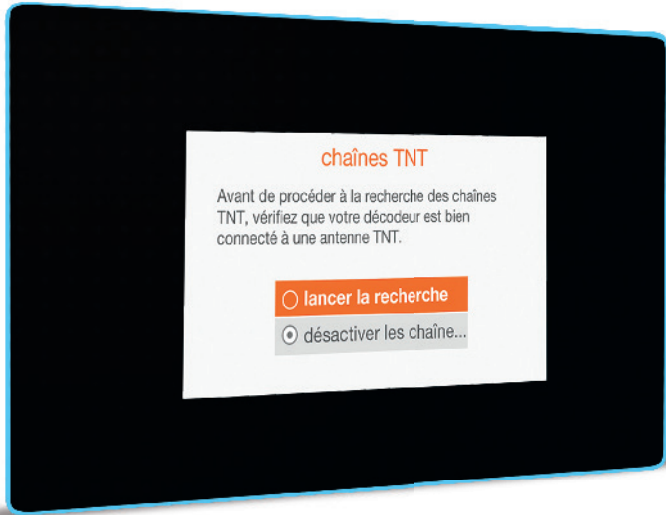 chaînes TNT
Avant de procéder à la recherche des chaînes
TNT, vérifiez que votre décodeur est bien
connecté à une antenne TNT.
lancer la recherche
désactiver les chaîne...